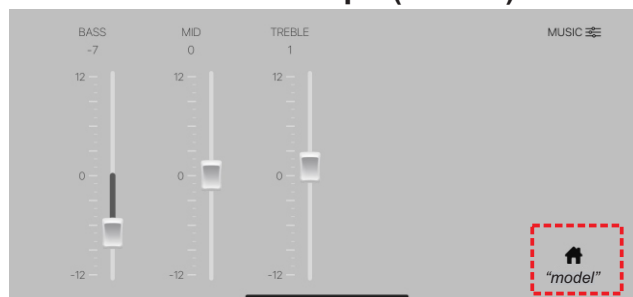 BASS MID TREBLE MUSIC
-7 0 1
12 12 12
0 0 0
-12 -12 -12
“model”